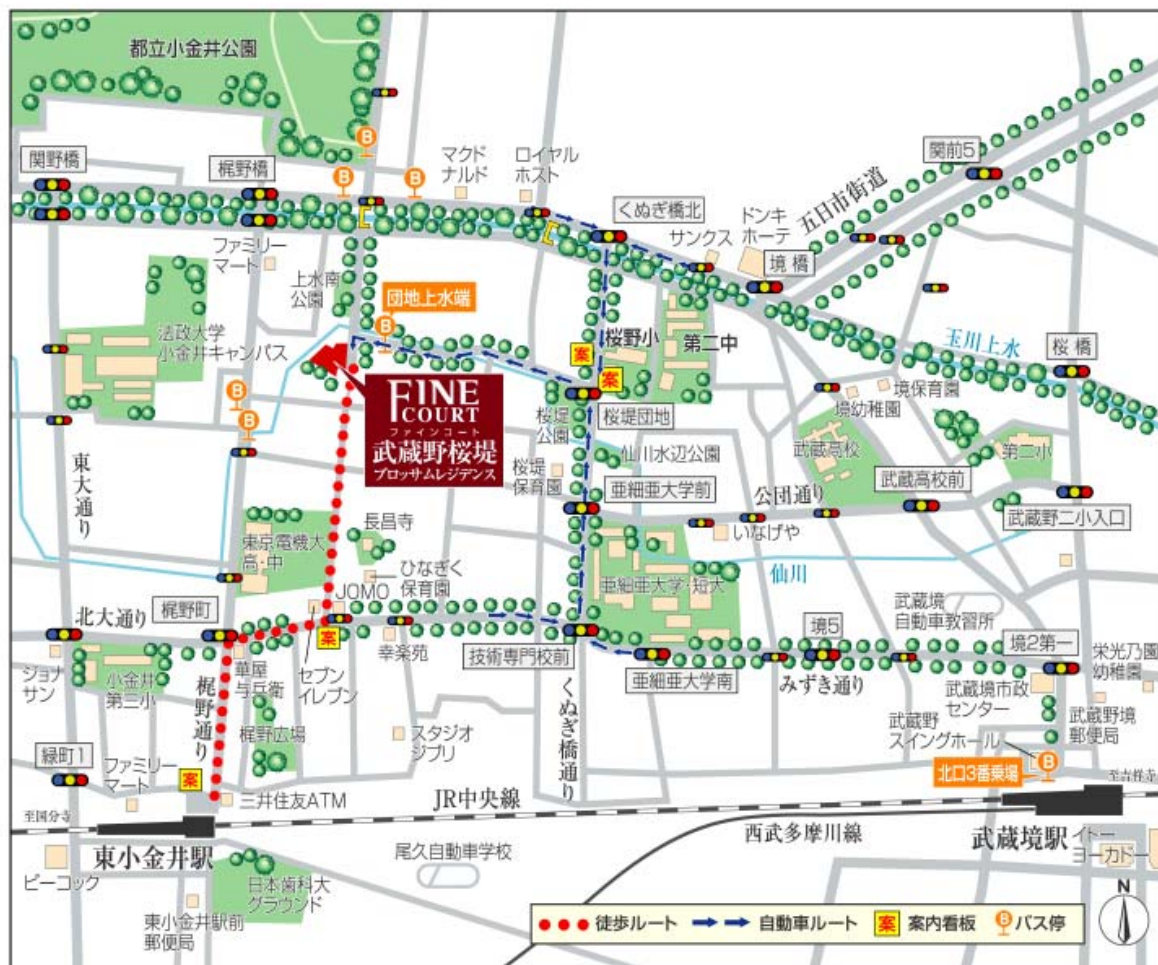 都立小金井公園
関野橋
梶野橋
マクド
ナルド
ロイヤル
ホスト
くぬぎ橋北
サンクス
ドンキ
ホーテ
境橋
関前5
五日市街道
ファミリー
マート
上水南
公園
団地上水端
法政大学
小金井キャンパス
FINE
COURT
ファインコート
武蔵野桜堤
ブロッサムレジデンス
案
案
桜野小
第二中
玉川上水
桜橋
境保育園
境幼稚園
桜堤
公園
桜堤団地
仙川水辺公園
武蔵高校
武蔵高校前
第二小
桜堤
保育園
亜細亜大学前
公団通り
いなげや
武蔵野二小入口
東大通り
東京電機大
高・中
長昌寺
ひなぎく
保育園
JOMO
亜細亜大学・短大
仙川
武蔵境
自動車教習所
北大通り
梶野町
案
幸楽苑
技術専門校前
境5
境2第一
栄光乃園
幼稚園
ジョナ
サン
小金井
第三小
華屋
与兵衛
セブン
イレブン
亜細亜大学南
みずき通り
武蔵境市政
センター
梶野通り
梶野広場
スタジオ
ジブリ
くぬぎ橋通り
武蔵野
スイングホール
武蔵野境
郵便局
緑町1
ファミリー
マート
案
三井住友ATM
北口3番乗場
至吉祥寺
至国分寺
JR中央線
西武多摩川線
東小金井駅
武蔵境駅
イトー
ヨーカドー
ピーコック
日本歯科大
グラウンド
尾久自動車学校
東小金井駅前
郵便局
徒歩ルート
自動車ルート
案
案内看板
B
バス停
N